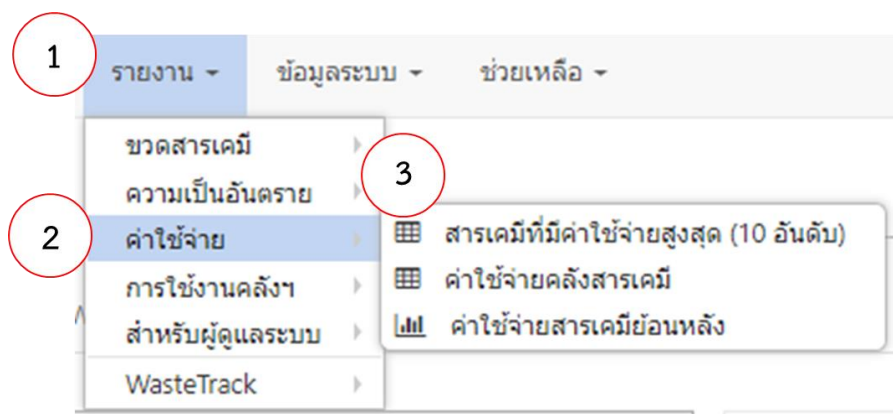 1
รายงาน ข้อมูลระบบ ช่วยเหลือ
ขวดสารเคมี
3
ความเป็นอันตราย
2
ค่าใช้จ่าย
สารเคมีที่มีค่าใช้จ่ายสูงสุด (10 อันดับ)
การใช้งานคลังฯ
ค่าใช้จ่ายคลังสารเคมี
สำหรับผู้ดูแลระบบ
ค่าใช้จ่ายสารเคมีย้อนหลัง
WasteTrack